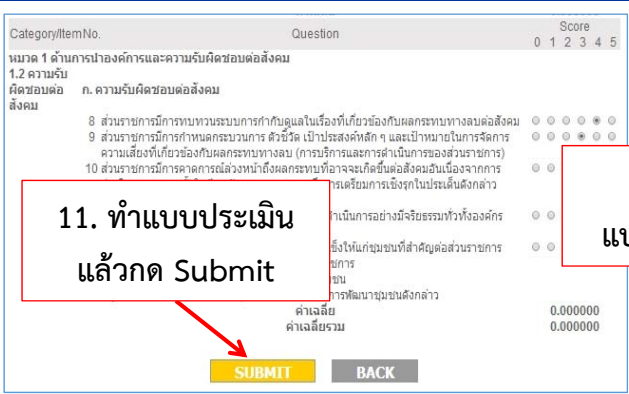 Category/Item No. Question Score
0 1 2 3 4 5
หมวด 1 ด้านการนำองค์การและความรับผิดชอบต่อสังคม
1.2 ความรับ
ผิดชอบต่อ ก. ความรับผิดชอบต่อสังคม
สังคม
8 ส่วนราชการมีการทบทวนระบบการกำกับดูแลในเรื่องที่เกี่ยวข้องกับผลกระทบทางลบต่อสังคม
9 ส่วนราชการมีการกำหนดกระบวนการ ตัวชี้วัด เป้าประสงค์หลัก ๆ และเป้าหมายในการจัดการ
ความเสี่ยงที่เกี่ยวข้องกับผลกระทบทางลบ (การบริการและการดำเนินการของส่วนราชการ)
10 ส่วนราชการมีการคาดการณ์ล่วงหน้าถึงผลกระทบที่อาจจะเกิดขึ้นต่อสังคมอันเนื่องจากการ
การเตรียมการเชิงรุกในประเด็นดังกล่าว
ดำเนินการอย่างมีจริยธรรมทั่วทั้งองค์กร
ให้แก่ชุมชนที่สำคัญต่อส่วนราชการ
การพัฒนาชุมชนดังกล่าว
11. ทำแบบประเมิน
แล้วกด Submit
ค่าเฉลี่ย 0.000000
ค่าเฉลี่ยรวม 0.000000
SUBMIT BACK